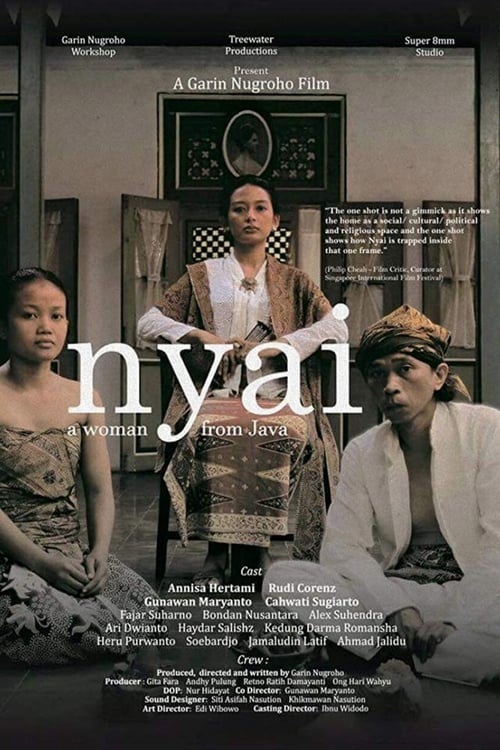 Garin Nugroho
Workshop
Treewater
Productions
Super 8mm
Studio
Present
A Garin Nugroho Film
"The one shot is not a gimmick as it shows
the home as a social/ cultural/ political
and religious space and the one shot
shows how Nyai is trapped inside
that one frame."
(Philip Cheah – Film Critic, Curator at
Singapore International Film Festival)
nyai
a woman from Java
Cast
Annisa Hertami Rudi Corenz
Gunawan Maryanto Cahwati Sugiarto
Fajar Suharno Bondan Nusantara Alex Suhendra
Ari Dwianto Haydar Salishz Kedung Darma Romansha
Heru Purwanto Soebardjo Jamaludin Latif Ahmad Jalidu
Crew :
Produced, directed and written by Garin Nugroho
Producer : Gita Fara Andhy Pulung Retno Ratih Damayanti Ong Hari Wahyu
DOP: Nur Hidayat Co Director: Gunawan Maryanto
Sound Designer: Siti Asifah Nasution Khikmawan Nasution
Art Director: Edi Wibowo Casting Director: Ibnu Widodo